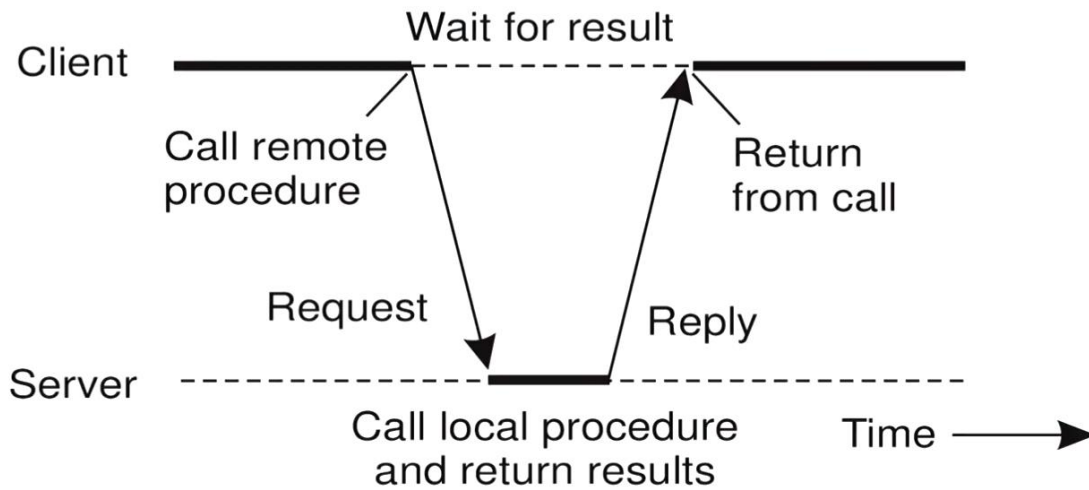 Wait for result
Client
Call remote
procedure
Return
from call
Request
Reply
Server
Call local procedure
and return results
Time